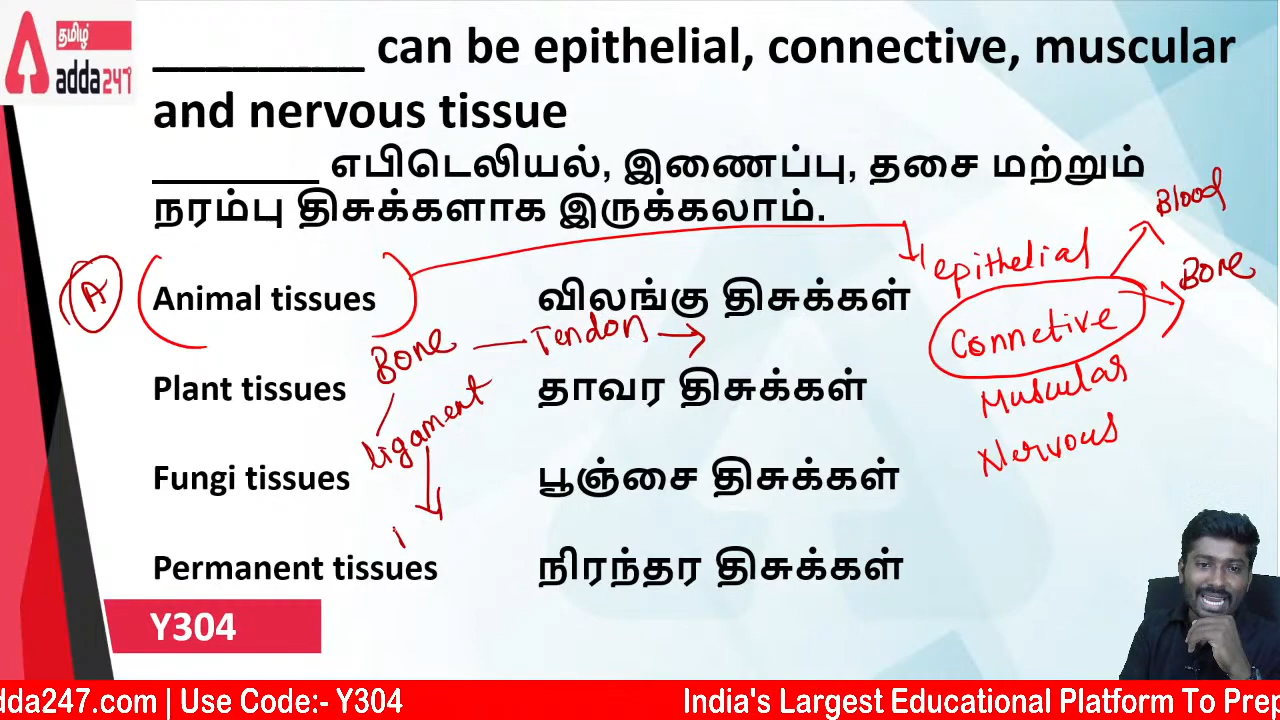 தமிழ்
adda247
________ can be epithelial, connective, muscular
and nervous tissue
_______ எபிடெலியல், இணைப்பு, தசை மற்றும்
நரம்பு திசுக்களாக இருக்கலாம்.
Blood
epithelial
Bone
A
Animal tissues விலங்கு திசுக்கள்
Connetive
Bone — Tendon
Plant tissues தாவர திசுக்கள்
Muscular
ligament
Nervous
Fungi tissues பூஞ்சை திசுக்கள்
Permanent tissues நிரந்தர திசுக்கள்
Y304
dda247.com | Use Code:- Y304 India's Largest Educational Platform To Prep